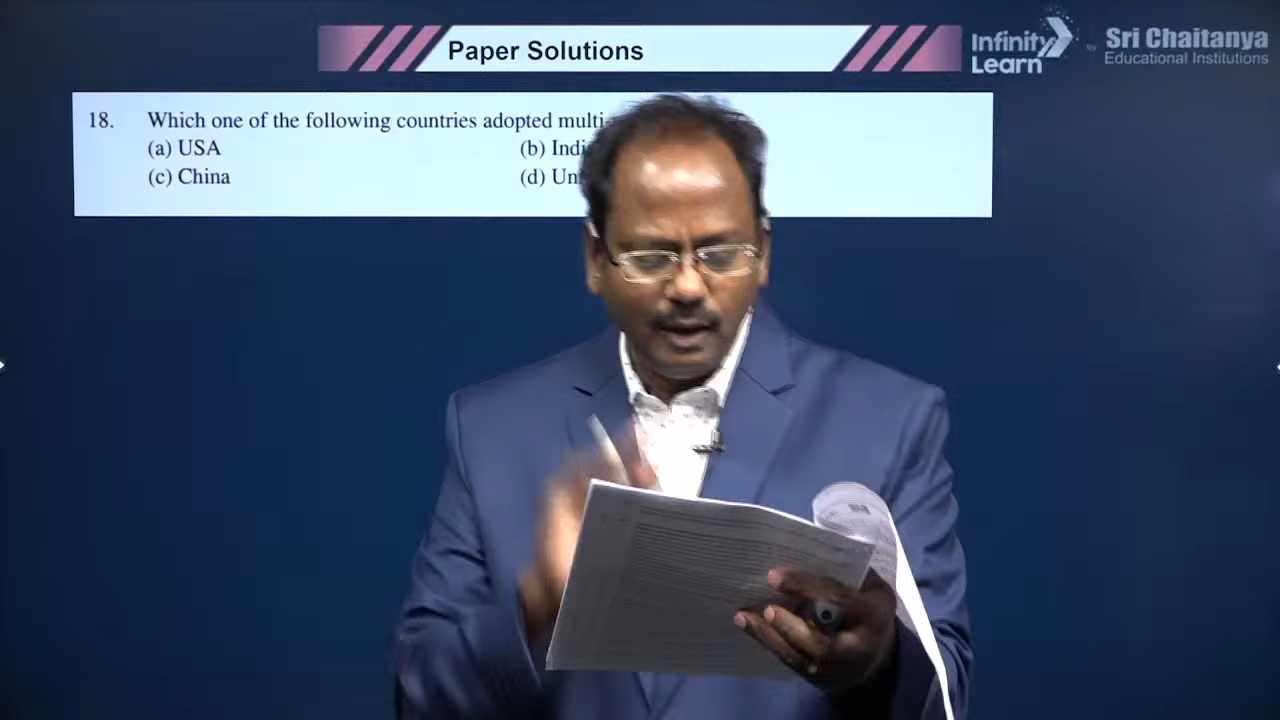 Paper Solutions
Infinity Learn
by
Sri Chaitanya
Educational Institutions
18. Which one of the following countries adopted multi-
(a) USA
(b) Indi
(c) China
(d) Un